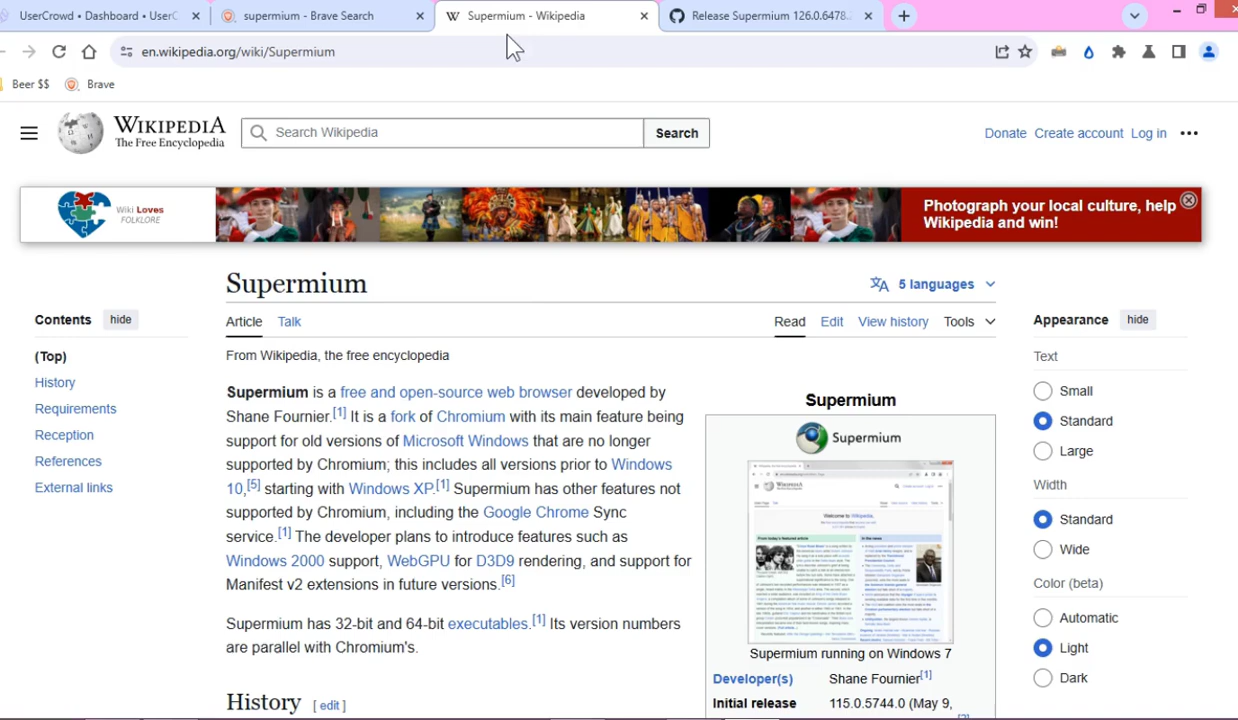 UserCrowd • Dashboard • UserC
supermium - Brave Search
Supermium - Wikipedia
Release Supermium 126.0.6478.
en.wikipedia.org/wiki/Supermium
Beer $$
Brave
WIKIPEDIA
The Free Encyclopedia
Search Wikipedia
Search
Donate Create account Log in
Wiki Loves
FOLKLORE
Photograph your local culture, help
Wikipedia and win!
Supermium
5 languages
Contents hide
Article Talk
Read Edit View history Tools
From Wikipedia, the free encyclopedia
(Top)
History
Requirements
Reception
References
External links
Supermium is a free and open-source web browser developed by
Shane Fournier.[1] It is a fork of Chromium with its main feature being
support for old versions of Microsoft Windows that are no longer
supported by Chromium; this includes all versions prior to Windows
10,[5] starting with Windows XP.[1] Supermium has other features not
supported by Chromium, including the Google Chrome Sync
service.[1] The developer plans to introduce features such as
Windows 2000 support, WebGPU for D3D9 rendering, and support for
Manifest v2 extensions in future versions.[6]
Supermium has 32-bit and 64-bit executables.[1] Its version numbers
are parallel with Chromium's.
History [ edit ]
Supermium
Supermium
Supermium running on Windows 7
Developer(s) Shane Fournier[1]
Initial release 115.0.5744.0 (May 9,
Appearance hide
Text
Small
Standard
Large
Width
Standard
Wide
Color (beta)
Automatic
Light
Dark